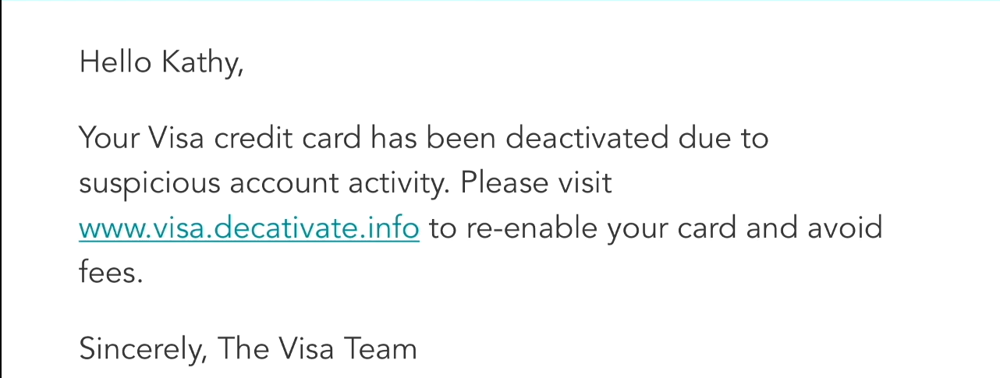 Hello Kathy,
Your Visa credit card has been deactivated due to
suspicious account activity. Please visit
www.visa.decativate.info to re-enable your card and avoid
fees.
Sincerely, The Visa Team